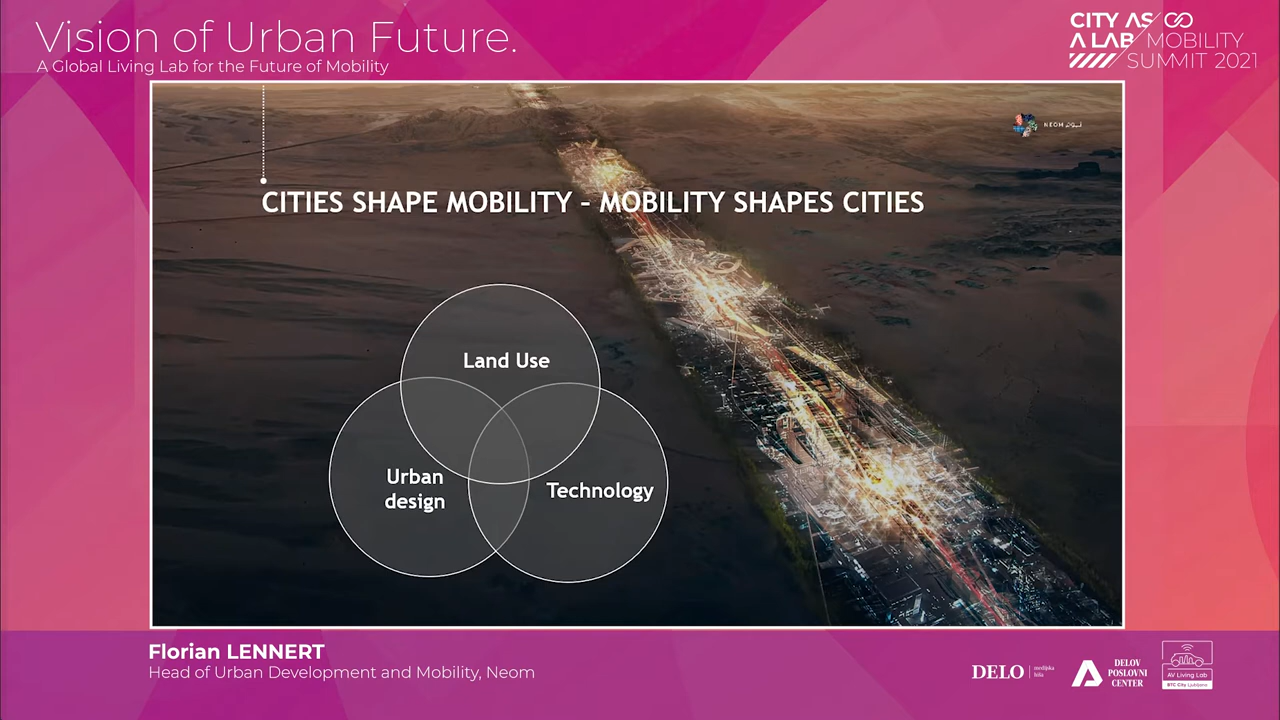 Vision of Urban Future.
A Global Living Lab for the Future of Mobility
CITY AS
A LAB MOBILITY
SUMMIT 2021
NEOM نيوم
CITIES SHAPE MOBILITY - MOBILITY SHAPES CITIES
Land Use
Urban
design
Technology
Florian LENNERT
Head of Urban Development and Mobility, Neom
DELO medijska
hiša
DELOV
POSLOVNI
CENTER
AV Living Lab
BTC City Ljubljana